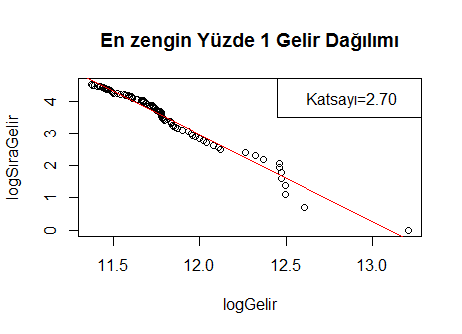 En zengin Yüzde 1 Gelir Dağılımı
Katsayı=2.70
logSıraGelir
4
3
2
1
0
11.5 12.0 12.5 13.0
logGelir